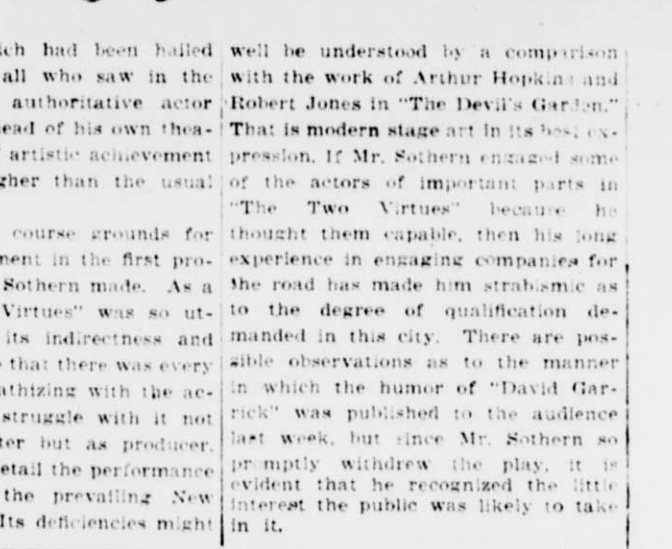 ich had been hailed
all who saw in the
authoritative actor
ead of his own thea-
artistic achievement
gher than the usual
course grounds for
ment in the first pro-
Sothern made. As a
Virtues" was so ut-
its indirectness and
that there was every
athizing with the ac-
struggle with it not
ter but as producer.
etail the performance
the prevailing New
Its deficiencies might
well be understood by a comparison
with the work of Arthur Hopkins and
Robert Jones in "The Devil's Garden."
That is modern stage art in its best ex-
pression. If Mr. Sothern engaged some
of the actors of important parts in
"The Two Virtues" because he
thought them capable, then his long
experience in engaging companies for
the road has made him strabismic as
to the degree of qualification de-
manded in this city. There are pos-
sible observations as to the manner
in which the humor of "David Gar-
rick" was published to the audience
last week, but since Mr. Sothern so
promptly withdrew the play, it is
evident that he recognized the little
interest the public was likely to take
in it.